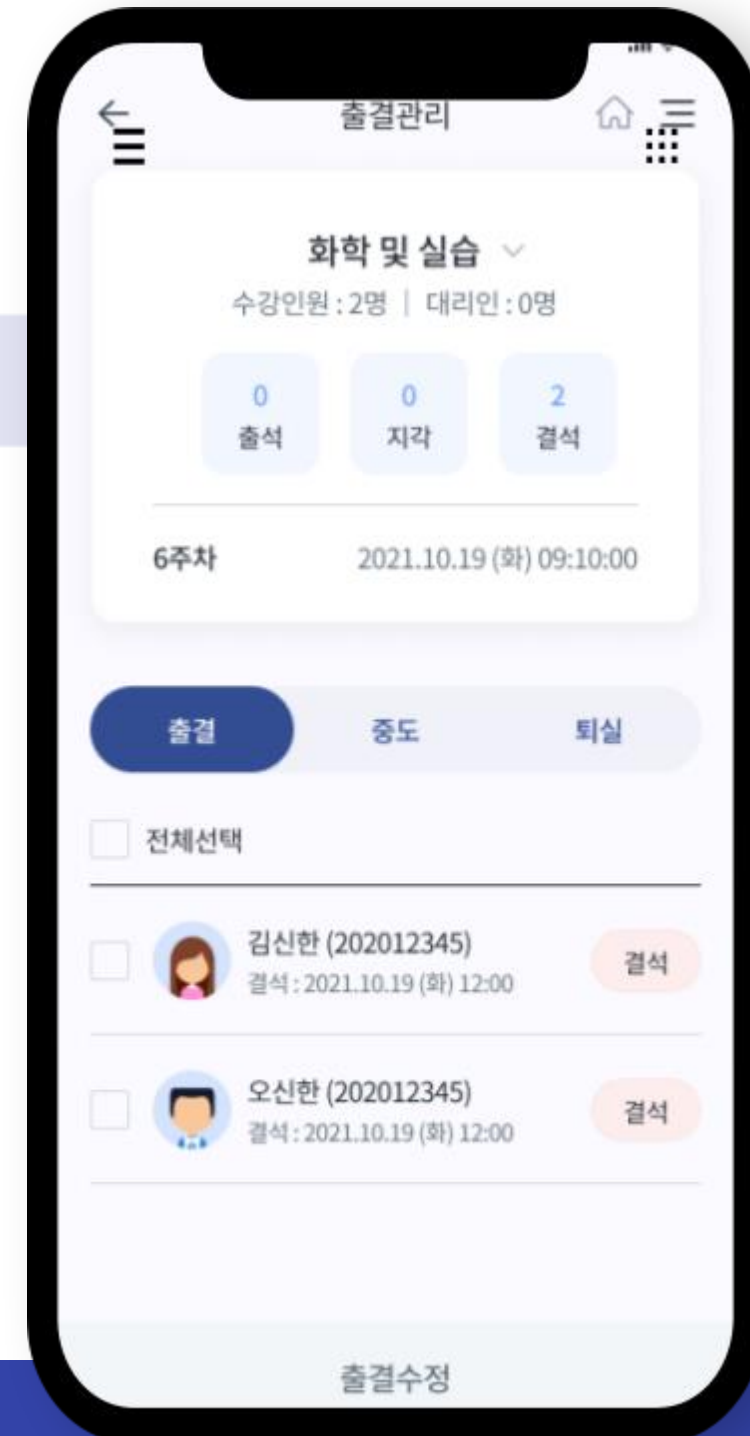 출결관리
화학 및 실습
수강인원 : 2명 | 대리인 : 0명
0 0 2
출석 지각 결석
6주차 2021.10.19 (화) 09:10:00
출결 중도 퇴실
전체선택
김신한 (202012345)
결석 : 2021.10.19 (화) 12:00
결석
오신한 (202012345)
결석 : 2021.10.19 (화) 12:00
결석
출결수정